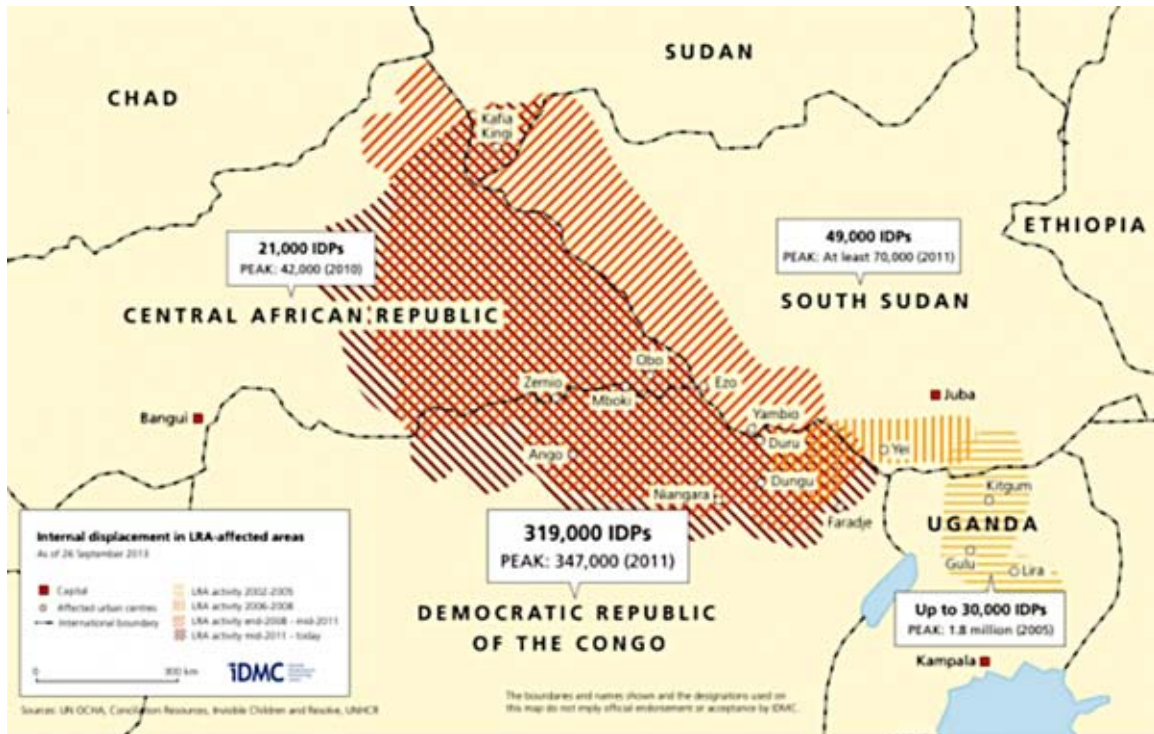 SUDAN
CHAD
Kafia
Kingi
ETHIOPIA
21,000 IDPs
PEAK: 42,000 (2010)
49,000 IDPs
PEAK: At least 70,000 (2011)
SOUTH SUDAN
CENTRAL AFRICAN REPUBLIC
Obo
Zemio
Ezo
Mboki
Juba
Bangui
Yambio
Duru
Yei
Ango
Dungu
Kitgum
Niangara
Faradje
UGANDA
Gulu
Lira
319,000 IDPs
PEAK: 347,000 (2011)
Up to 30,000 IDPs
PEAK: 1.8 million (2005)
DEMOCRATIC REPUBLIC
OF THE CONGO
Kampala
Internal displacement in LRA-affected areas
As of 26 September 2013
Capital
Affected urban centres
International boundary
LRA activity 2002-2005
LRA activity 2006-2008
LRA activity end-2008 - mid-2011
LRA activity mid-2011 - today
0
300 km
iDMC
Sources: UN OCHA, Conciliation Resources, Invisible Children and Resolve, UNHCR
The boundaries and names shown and the designations used on
this map do not imply official endorsement or acceptance by IDMC.